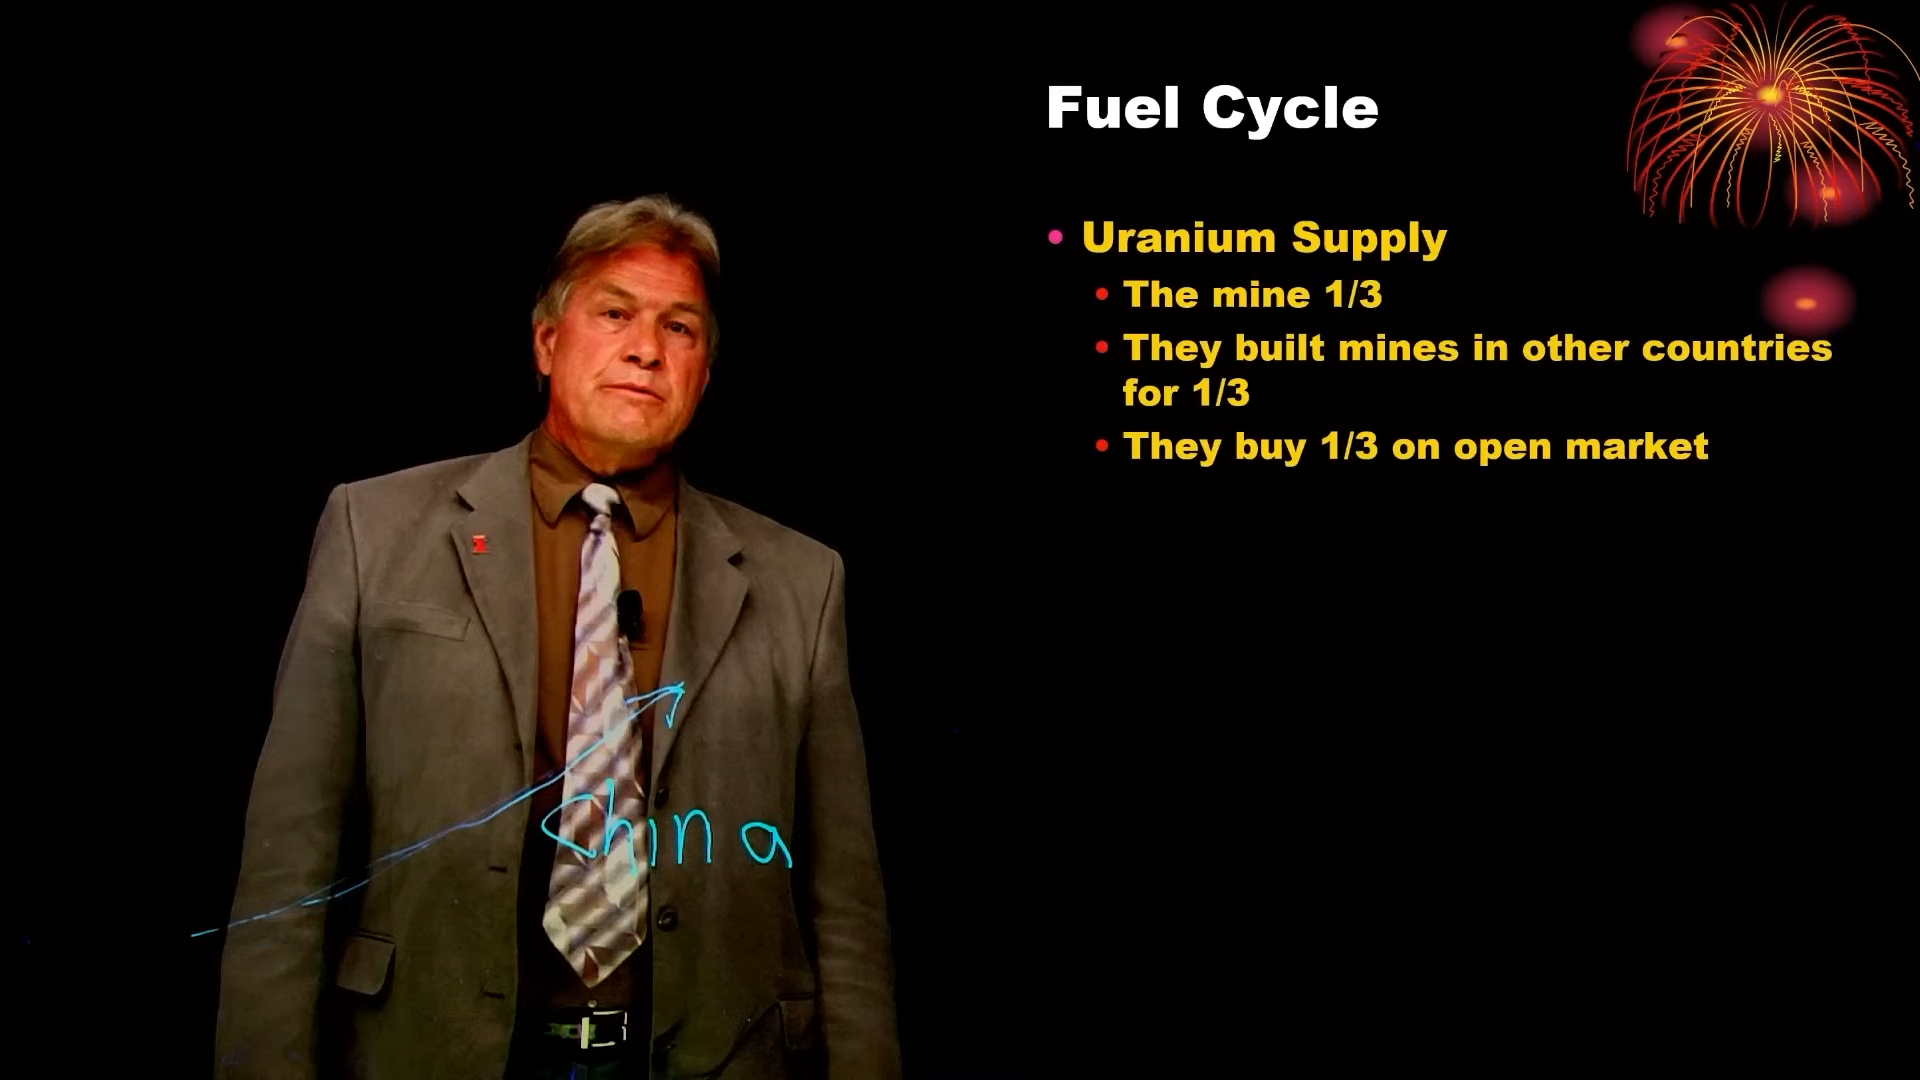 Fuel Cycle
Uranium Supply
The mine 1/3
They built mines in other countries
for 1/3
They buy 1/3 on open market
China